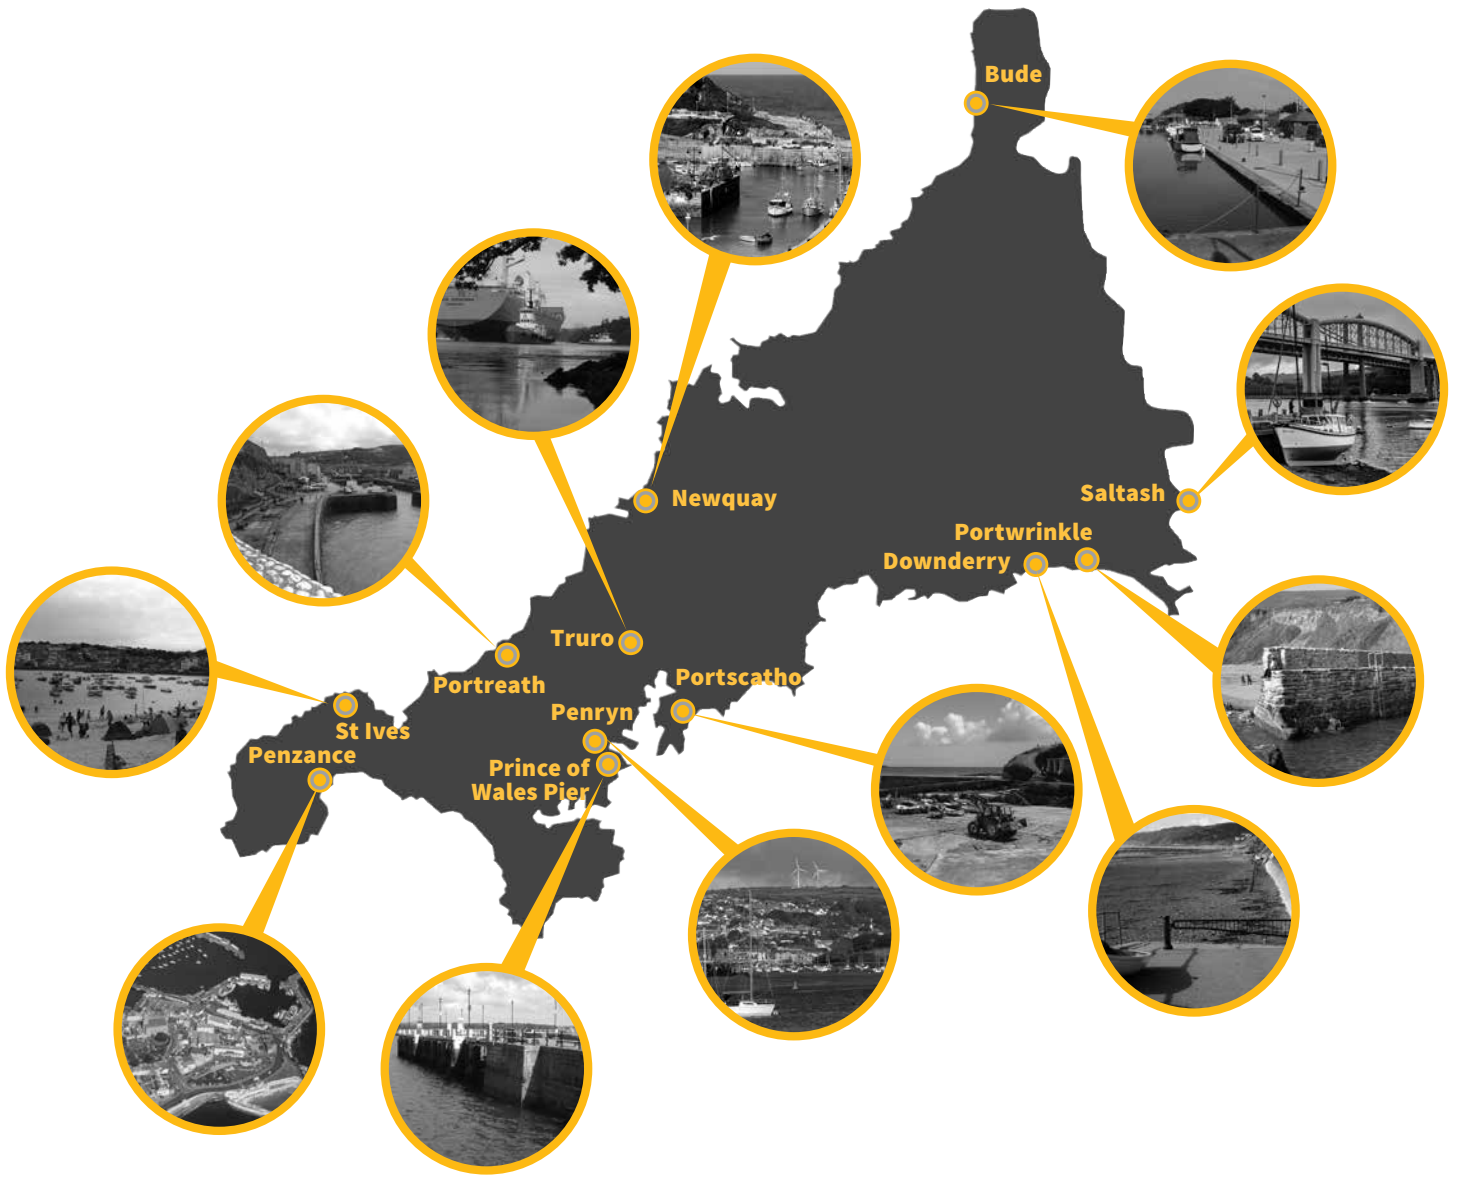 Bude
Newquay
Saltash
Portwrinkle
Downderry
Truro
Portscatho
Portreath
Penryn
St Ives
Penzance
Prince of
Wales Pier